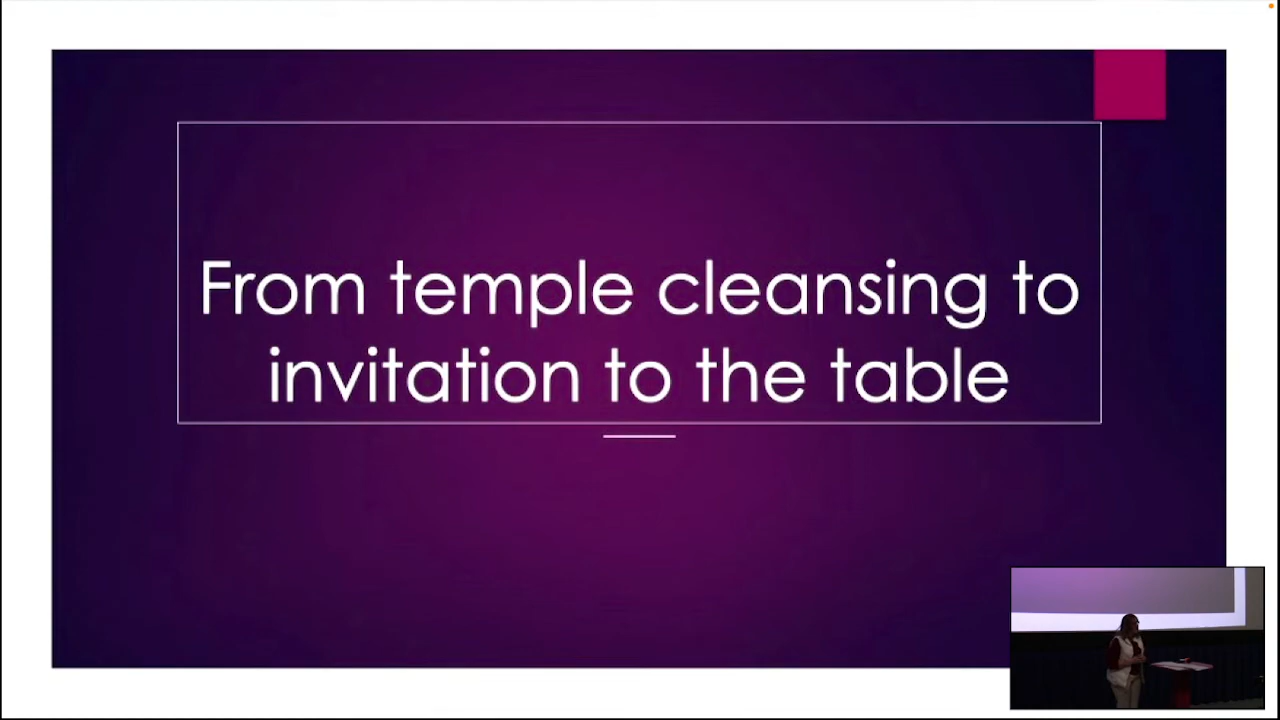 From temple cleansing to
invitation to the table